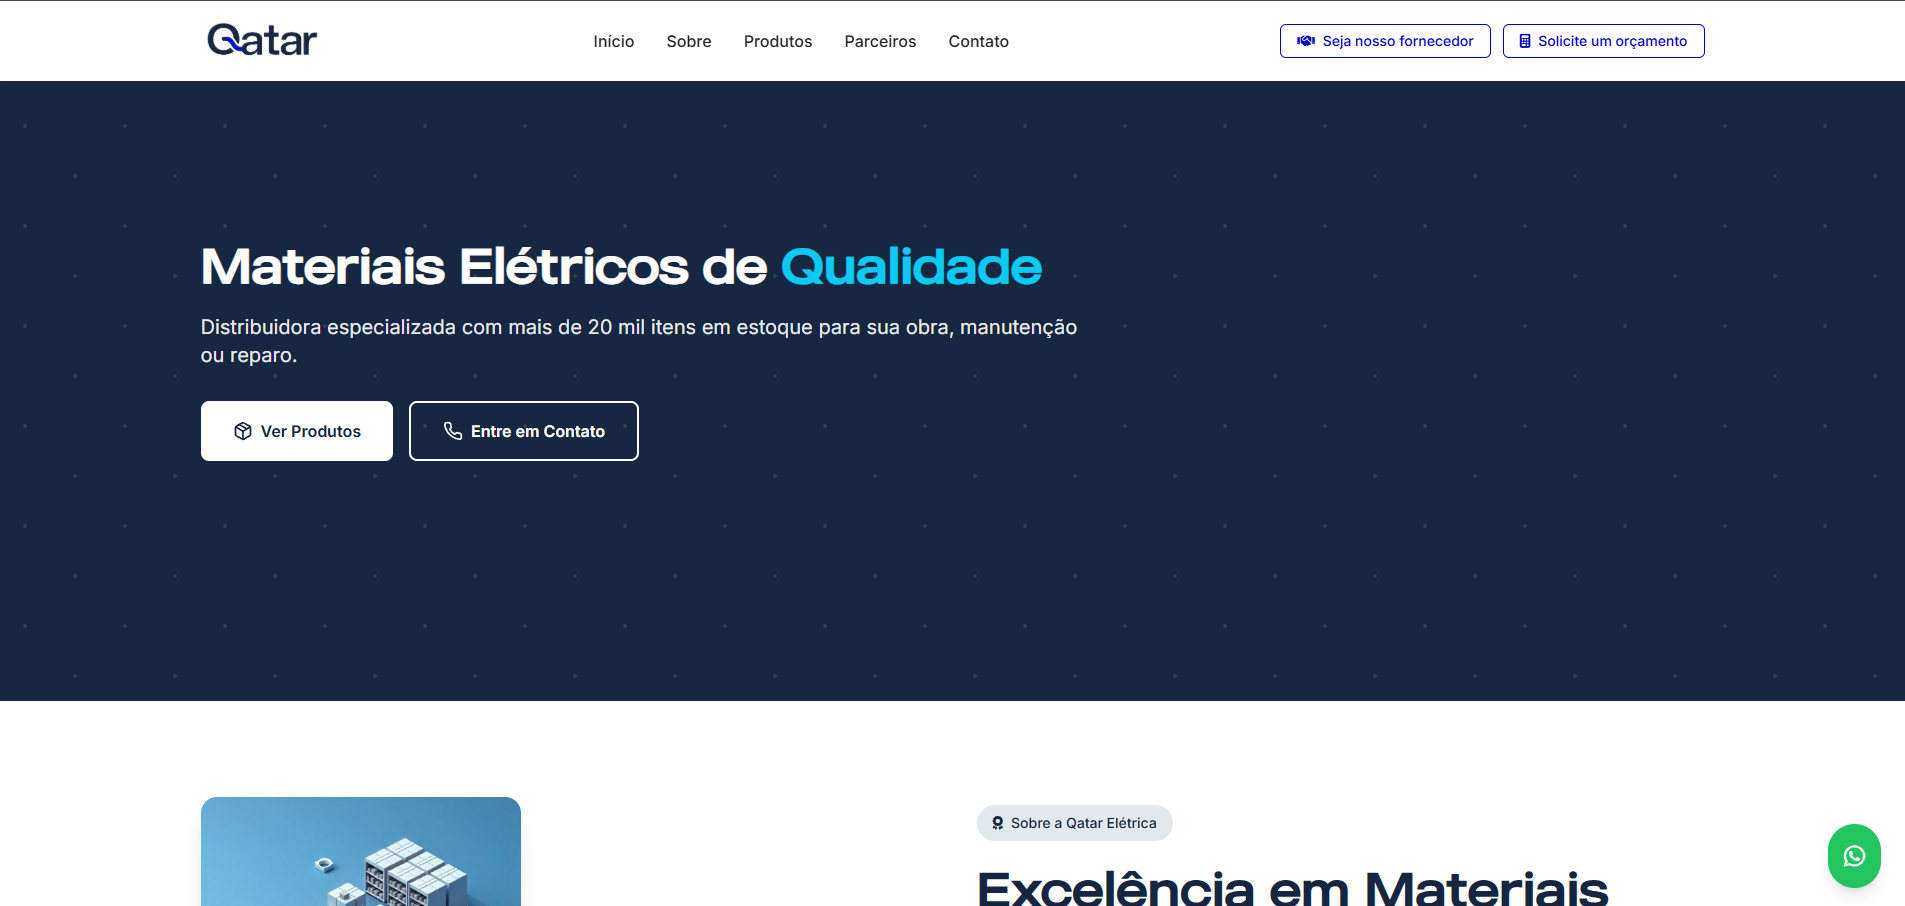 Qatar
Início
Sobre
Produtos
Parceiros
Contato
Seja nosso fornecedor
Solicite um orçamento
Materiais Elétricos de Qualidade
Distribuidora especializada com mais de 20 mil itens em estoque para sua obra, manutenção
ou reparo.
Ver Produtos
Entre em Contato
Sobre a Qatar Elétrica
Excelência em Materiais